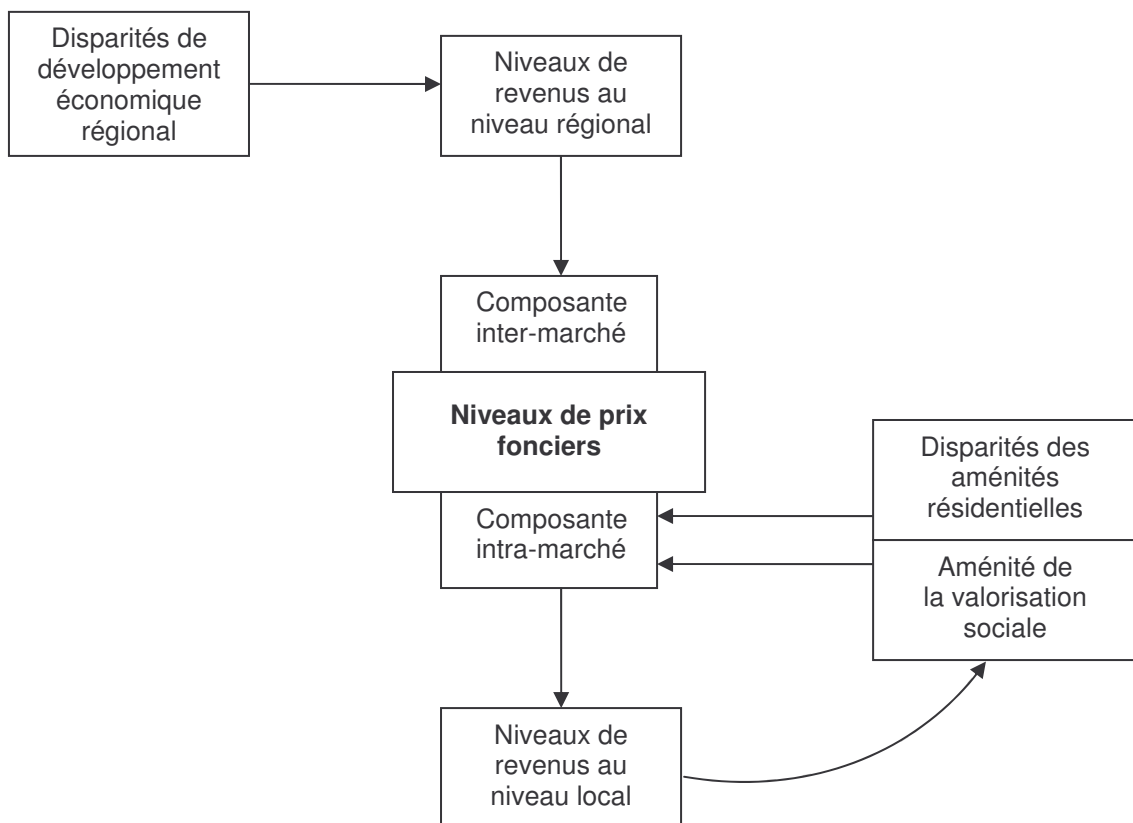 Disparités de
développement
économique
régional
Niveaux de
revenus au
niveau régional
Composante
inter-marché
Niveaux de prix
fonciers
Composante
intra-marché
Disparités des
aménités
résidentielles
Aménité de
la valorisation
sociale
Niveaux de
revenus au
niveau local